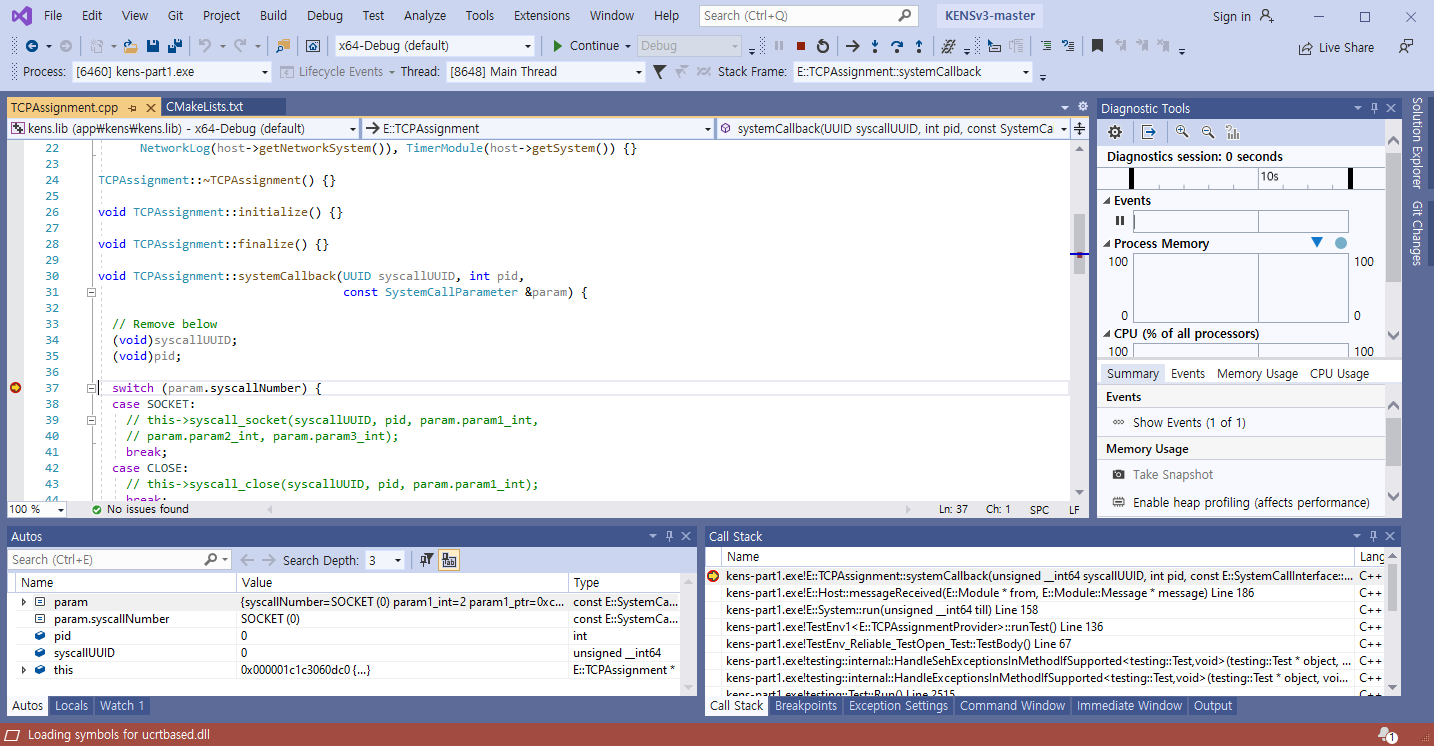 File Edit View Git Project Build Debug Test Analyze Tools Extensions Window Help Search (Ctrl+Q) KENSv3-master Sign in
x64-Debug (default) Continue Debug Live Share
Process: [6460] kens-part1.exe Lifecycle Events Thread: [8648] Main Thread Stack Frame: E::TCPAssignment::systemCallback
TCPAssignment.cpp CMakeLists.txt
kens.lib (app₩kens₩kens.lib) - x64-Debug (default) E::TCPAssignment systemCallback(UUID syscallUUID, int pid, const SystemCa
22 NetworkLog(host->getNetworkSystem()), TimerModule(host->getSystem()) {}
23
24 TCPAssignment::~TCPAssignment() {}
25
26 void TCPAssignment::initialize() {}
27
28 void TCPAssignment::finalize() {}
29
30 void TCPAssignment::systemCallback(UUID syscallUUID, int pid,
31 const SystemCallParameter &param) {
32
33 // Remove below
34 (void)syscallUUID;
35 (void)pid;
36
37 switch (param.syscallNumber) {
38 case SOCKET:
39 // this->syscall_socket(syscallUUID, pid, param.param1_int,
40 // param.param2_int, param.param3_int);
41 break;
42 case CLOSE:
43 // this->syscall_close(syscallUUID, pid, param.param1_int);
44 break;
100 % No issues found Ln: 37 Ch: 1 SPC LF
Diagnostic Tools
Diagnostics session: 0 seconds
10s
Events
Process Memory
100 100
0 0
CPU (% of all processors)
100 100
Summary Events Memory Usage CPU Usage
Events
Show Events (1 of 1)
Memory Usage
Take Snapshot
Enable heap profiling (affects performance)
Solution Explorer
Git Changes
Autos
Search (Ctrl+E) Search Depth: 3
Name Value Type
param {syscallNumber=SOCKET (0) param1_int=2 param1_ptr=0xc... const E::SystemCa...
param.syscallNumber SOCKET (0) const E::SystemCa...
pid 0 int
syscallUUID 0 unsigned __int64
this 0x000001c1c3060dc0 {...} E::TCPAssignment *
Autos Locals Watch 1
Call Stack
Name Lang
kens-part1.exe!E::TCPAssignment::systemCallback(unsigned __int64 syscallUUID, int pid, const E::SystemCallInterface::... C++
kens-part1.exe!E::Host::messageReceived(E::Module * from, E::Module::Message * message) Line 186 C++
kens-part1.exe!E::System::run(unsigned __int64 till) Line 158 C++
kens-part1.exe!TestEnv1<E::TCPAssignmentProvider>::runTest() Line 136 C++
kens-part1.exe!TestEnv_Reliable_TestOpen_Test::TestBody() Line 67 C++
kens-part1.exe!testing::internal::HandleSehExceptionsInMethodIfSupported<testing::Test,void>(testing::Test * object, ... C++
kens-part1.exe!testing::internal::HandleExceptionsInMethodIfSupported<testing::Test,void>(testing::Test * object, voi... C++
kens-part1.exe!testing::Test::Run() Line 2515 C++
Call Stack Breakpoints Exception Settings Command Window Immediate Window Output
Loading symbols for ucrtbased.dll 1